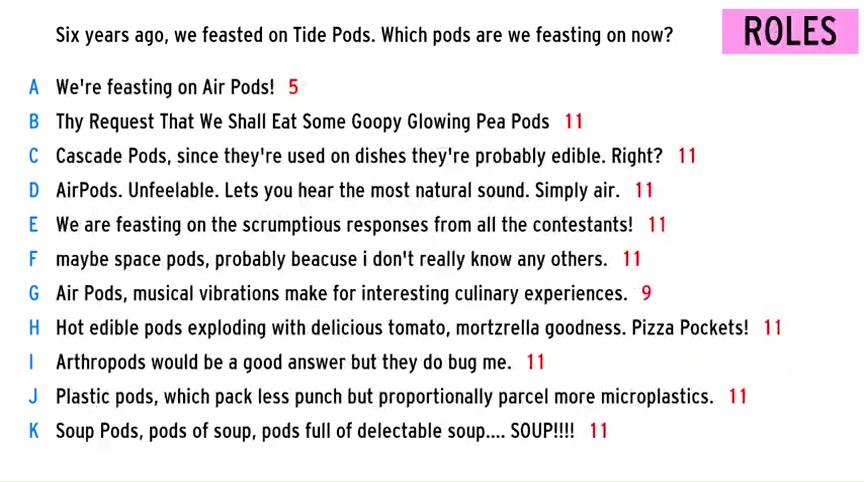 Six years ago, we feasted on Tide Pods. Which pods are we feasting on now?
ROLES
A We're feasting on Air Pods! 5
B Thy Request That We Shall Eat Some Goopy Glowing Pea Pods 11
C Cascade Pods, since they're used on dishes they're probably edible. Right? 11
D AirPods. Unfeelable. Lets you hear the most natural sound. Simply air. 11
E We are feasting on the scrumptious responses from all the contestants! 11
F maybe space pods, probably beacuse i don't really know any others. 11
G Air Pods, musical vibrations make for interesting culinary experiences. 9
H Hot edible pods exploding with delicious tomato, mortzrella goodness. Pizza Pockets! 11
I Arthropods would be a good answer but they do bug me. 11
J Plastic pods, which pack less punch but proportionally parcel more microplastics. 11
K Soup Pods, pods of soup, pods full of delectable soup.... SOUP!!!! 11